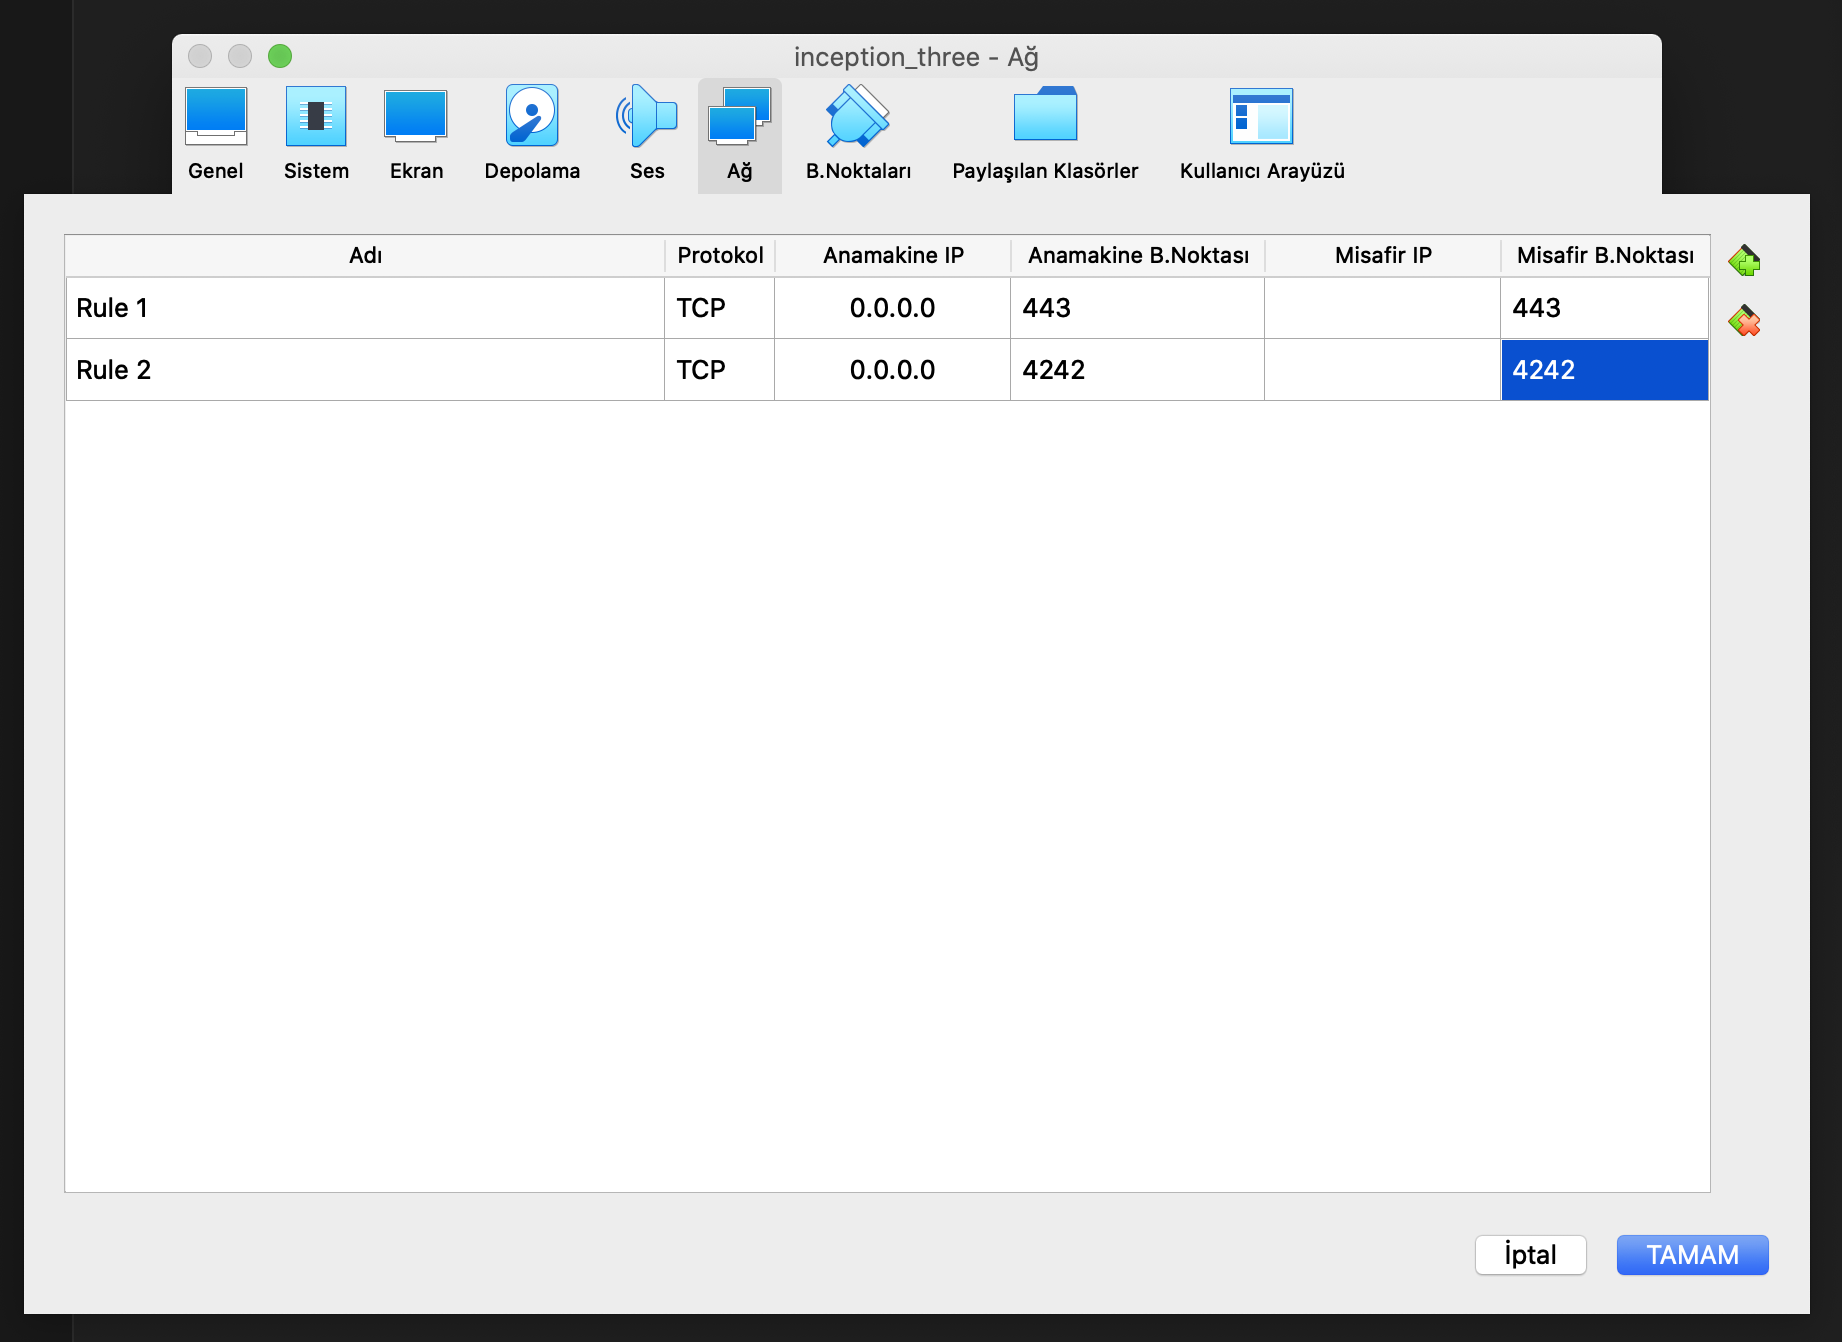 inception_three - Ağ
Genel Sistem Ekran Depolama Ses Ağ B.Noktaları Paylaşılan Klasörler Kullanıcı Arayüzü
Adı Protokol Anamakine IP Anamakine B.Noktası Misafir IP Misafir B.Noktası
Rule 1 TCP 0.0.0.0 443 443
Rule 2 TCP 0.0.0.0 4242 4242
İptal TAMAM